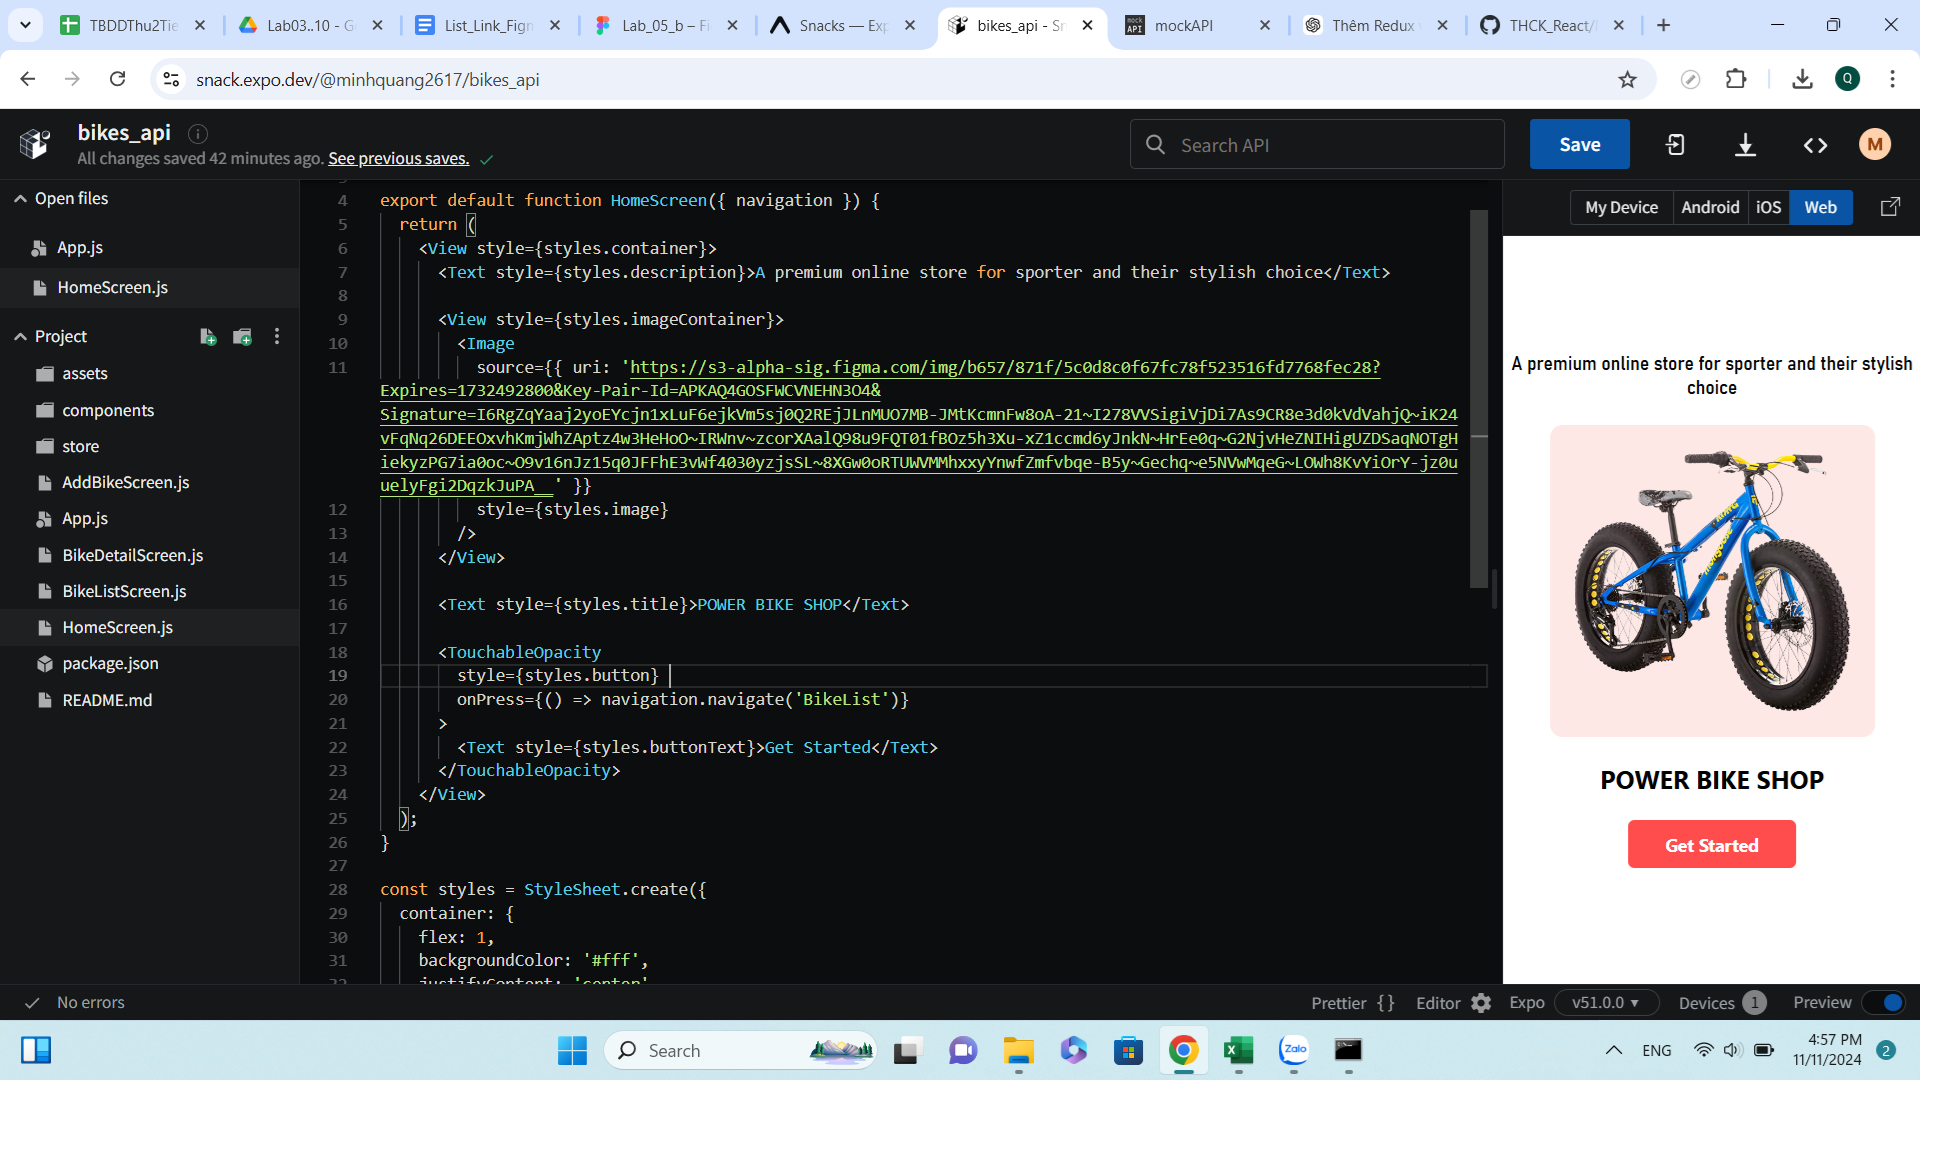 TBDDThu2Tie
Lab03..10 - G
List_Link_Fign
Lab_05_b – Fi
Snacks — Exp
bikes_api - Sn
mockAPI
Thêm Redux
THCK_React/
snack.expo.dev/@minhquang2617/bikes_api
Q
bikes_api
All changes saved 42 minutes ago. See previous saves.
Search API
Save
M
Open files
App.js
HomeScreen.js
Project
assets
components
store
AddBikeScreen.js
App.js
BikeDetailScreen.js
BikeListScreen.js
HomeScreen.js
package.json
README.md
4 export default function HomeScreen({ navigation }) {
5 return (
6 <View style={styles.container}>
7 <Text style={styles.description}>A premium online store for sporter and their stylish choice</Text>
8
9 <View style={styles.imageContainer}>
10 <Image
11 source={{ uri: 'https://s3-alpha-sig.figma.com/img/b657/871f/5c0d8c0f67fc78f523516fd7768fec28?
Expires=1732492800&Key-Pair-Id=APKAQ4GOSFWCVNEHN3O4&
Signature=I6RgZqYaaj2yoEYcjn1xLuF6ejkVm5sj0Q2REjJLnMUO7MB-JMtKcmnFw8oA-21~I278VVSigiVjDi7As9CR8e3d0kVdVahjQ~iK24
vFqNq26DEEOxvhKmjWhZAptz4w3HeHoO~IRWnv~zcorXAalQ98u9FQT01fBOz5h3Xu-xZ1ccmd6yJnkN~HrEe0q~G2NjvHeZNIHigUZDSaqNOTgH
iekyzPG7ia0oc~O9v16nJz15q0JFFhE3vWf4030yzjsSL~8XGw0oRTUWVMMhxxyYnwfZmfvbqe-B5y~Gechq~e5NVwMqeG~LOWh8KvYiOrY-jz0u
uelyFgi2DqzkJuPA__' }}
12 style={styles.image}
13 />
14 </View>
15
16 <Text style={styles.title}>POWER BIKE SHOP</Text>
17
18 <TouchableOpacity
19 style={styles.button}
20 onPress={() => navigation.navigate('BikeList')}
21 >
22 <Text style={styles.buttonText}>Get Started</Text>
23 </TouchableOpacity>
24 </View>
25 );
26 }
27
28 const styles = StyleSheet.create({
29 container: {
30 flex: 1,
31 backgroundColor: '#fff',
32 justifyContent: 'center',
My Device
Android
iOS
Web
A premium online store for sporter and their stylish
choice
POWER BIKE SHOP
Get Started
No errors
Prettier { }
Editor
Expo
v51.0.0
Devices 1
Preview
Search
Zalo
ENG
4:57 PM
11/11/2024
2